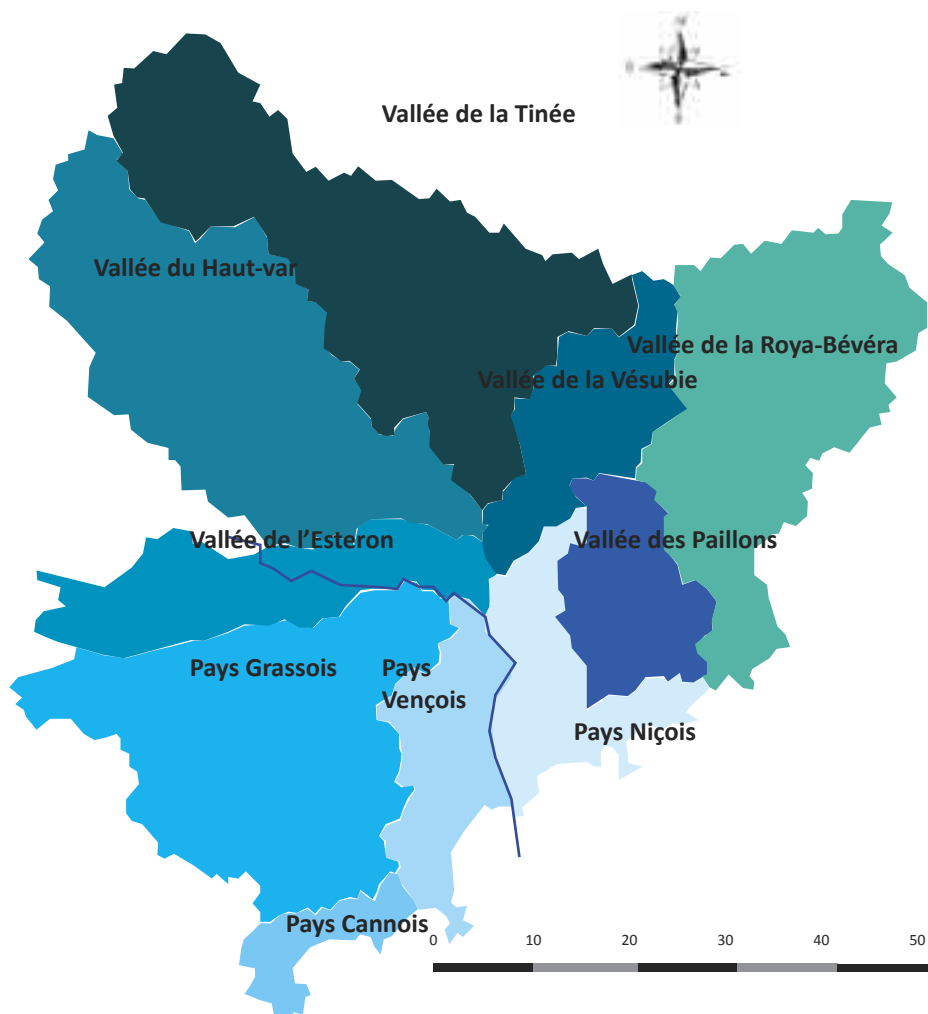 Vallée de la Tinée
Vallée du Haut-var
Vallée de la Roya-Bévéra
Vallée de la Vésubie
Vallée de l'Esteron
Vallée des Paillons
Pays Grassois
Pays
Vençois
Pays Niçois
Pays Cannois
0 10 20 30 40 50